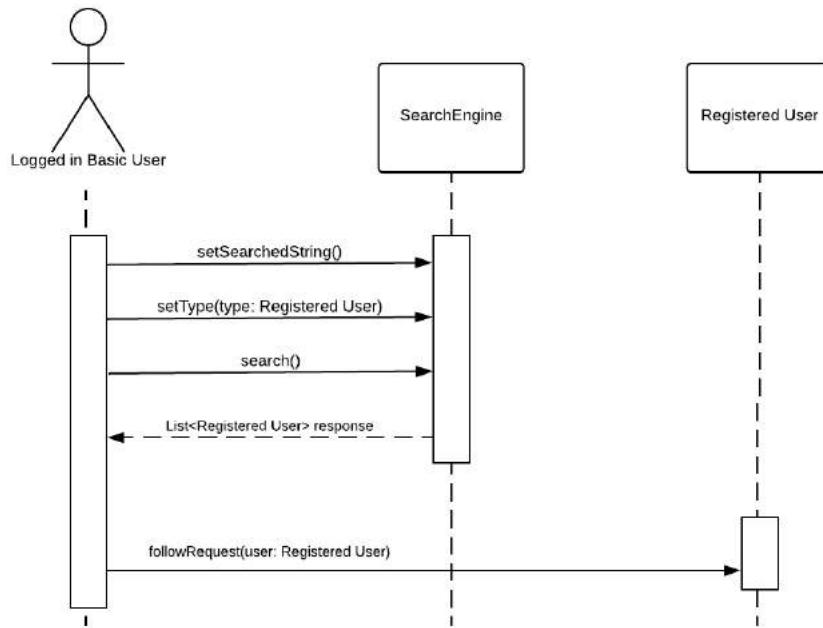 SearchEngine
Registered User
Logged in Basic User
setSearchedString()
setType(type: Registered User)
search()
List<Registered User> response
followRequest(user: Registered User)